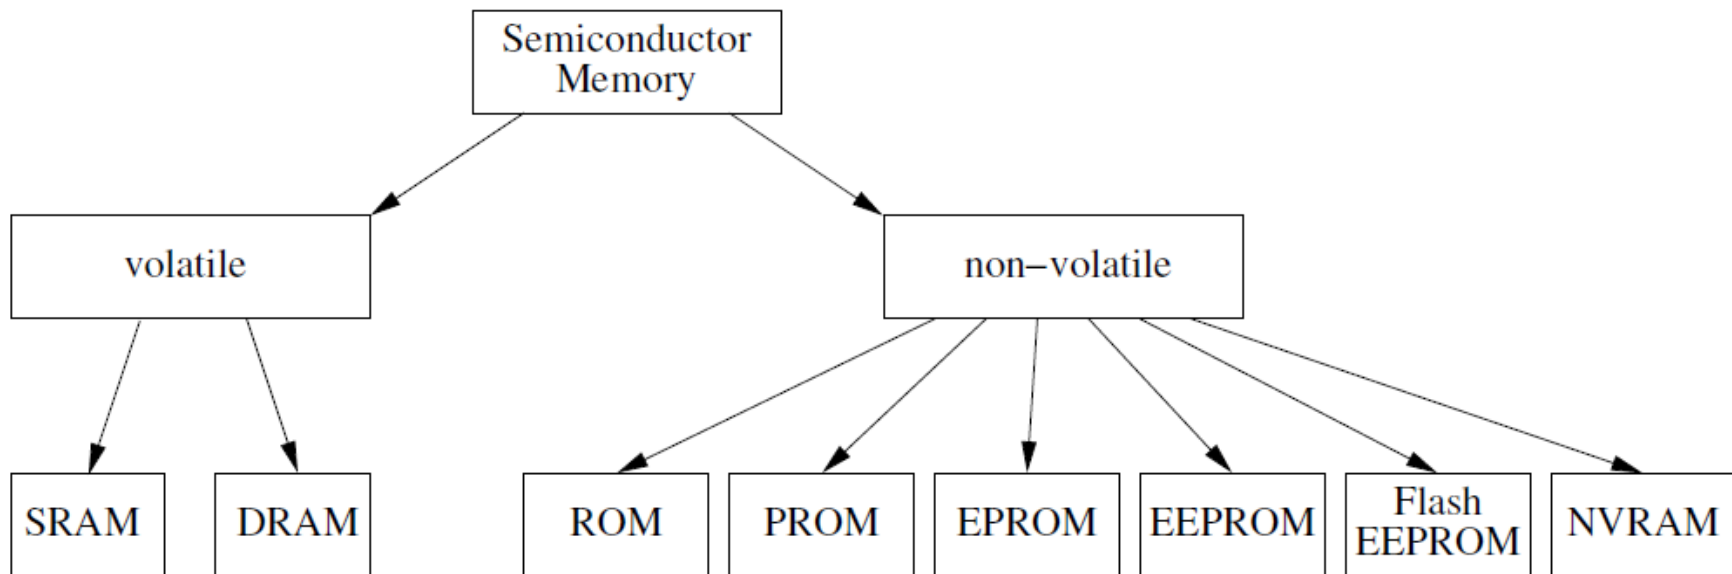 Semiconductor
Memory
volatile
non−volatile
SRAM
DRAM
ROM
PROM
EPROM
EEPROM
Flash
EEPROM
NVRAM